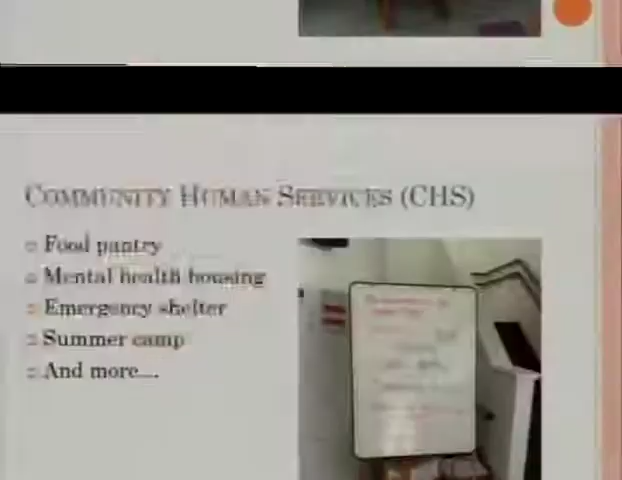 COMMUNITY HUMAN SERVICES (CHS)
Food pantry
Mental health housing
Emergency shelter
Summer camp
And more....